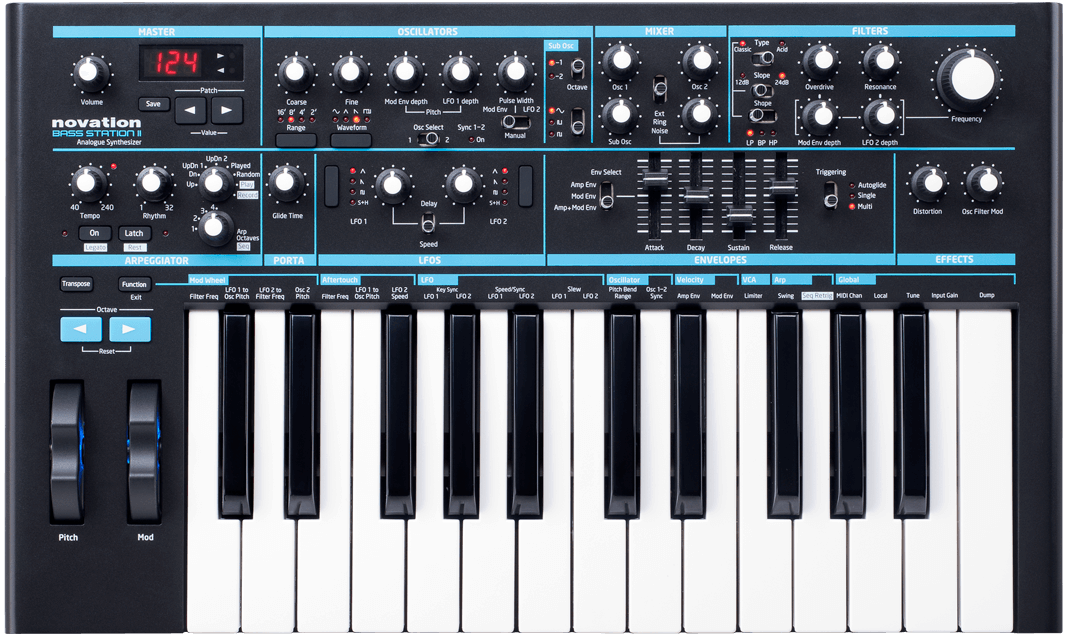 MASTER
OSCILLATORS
MIXER
FILTERS
124
Volume
Save
Patch
Value
novation
BASS STATION II
Analogue Synthesizer
Coarse
Fine
Mod Env depth
LFO 1 depth
Pitch
Pulse Width
Mod Env
LFO 2
Manual
16' 8' 4' 2'
Range
Waveform
Osc Select
1 2
Sync 1-2
On
Sub Osc
-1
-2
Octave
Osc 1
Osc 2
Sub Osc
Ext
Ring
Noise
Type
Classic
Acid
Slope
12dB
24dB
Shape
LP BP HP
Overdrive
Resonance
Mod Env depth
LFO 2 depth
Frequency
40 240
Tempo
1 32
Rhythm
UpDn 2
UpDn 1
Played
Dn
Random
Up
Play
Record
On
Latch
Legato
Rest
1 2 3 4
Arp
Octaves
Seq
Glide Time
S+H
LFO 1
Delay
Speed
S+H
LFO 2
Env Select
Amp Env
Mod Env
Amp+Mod Env
Attack
Decay
Sustain
Release
Triggering
Autoglide
Single
Multi
Distortion
Osc Filter Mod
ARPEGGIATOR
PORTA
LFOS
ENVELOPES
EFFECTS
Transpose
Function
Exit
Octave
Reset
Mod Wheel
Filter Freq
LFO 1 to
Osc Pitch
LFO 2 to
Filter Freq
Osc 2
Pitch
Aftertouch
Filter Freq
LFO 1 to
Osc Pitch
LFO 2
Speed
LFO
Key Sync
LFO 1 LFO 2
Speed/Sync
LFO 1 LFO 2
Slew
LFO 1 LFO 2
Oscillator
Pitch Bend
Range
Osc 1-2
Sync
Velocity
Amp Env
Mod Env
VCA
Limiter
Arp
Swing
Seq Retrig
Global
MIDI Chan
Local
Tune
Input Gain
Dump
Pitch
Mod